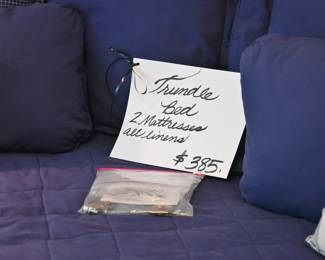 Trundle
Bed
2 Mattresses
all linens
$385.